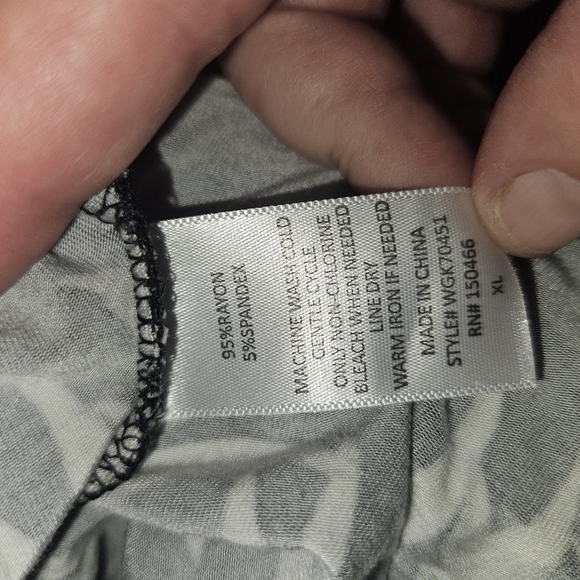 95%RAYON
5%SPANDEX
MACHINE WASH COLD
GENTLE CYCLE
ONLY NON-CHLORINE
BLEACH WHEN NEEDED
LINE DRY
WARM IRON IF NEEDED
MADE IN CHINA
STYLE# WGK70451
RN# 150466
XL